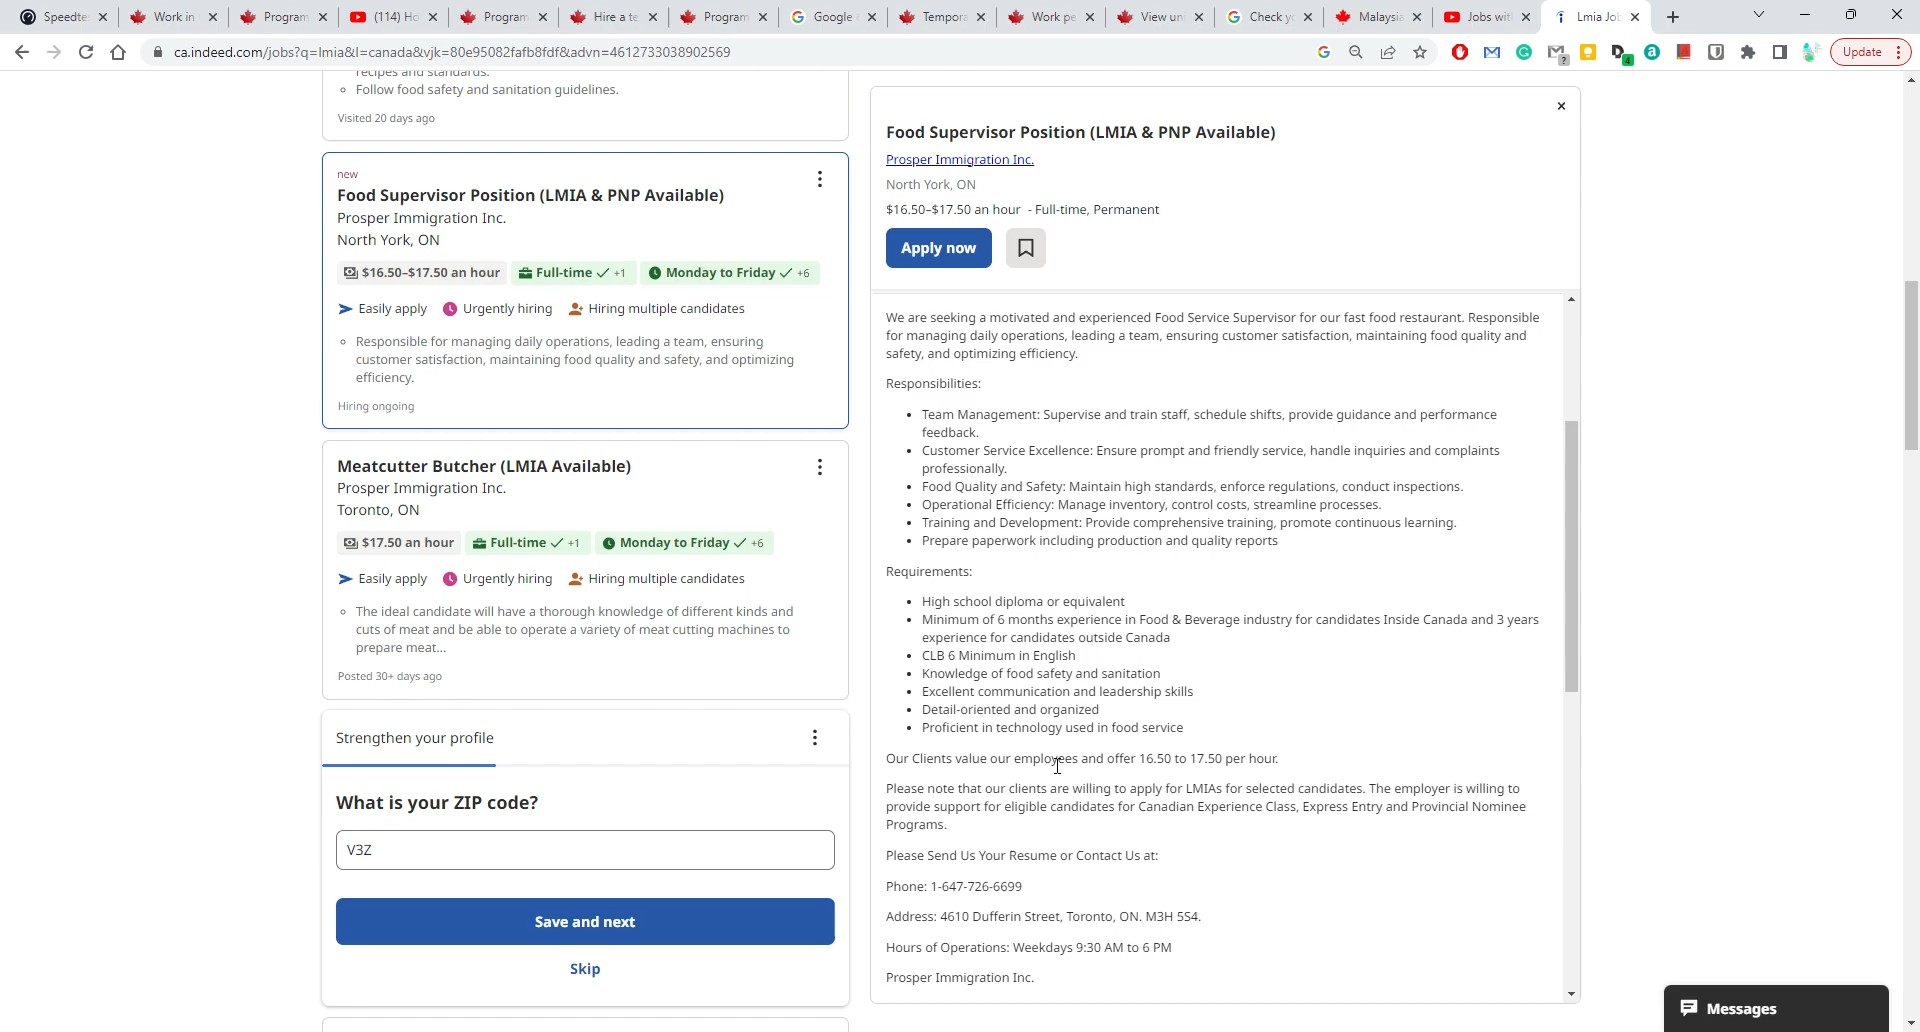 Speedte
Work in
Program
(114) Ho
Program
Hire a te
Program
Google
Tempora
Work pe
View un
Check yo
Malaysia
Jobs wit
Lmia Job
ca.indeed.com/jobs?q=lmia&l=canada&vjk=80e95082fafb8fdf&advn=4612733038902569
Update
recipes and standards.
Follow food safety and sanitation guidelines.
Visited 20 days ago
new
Food Supervisor Position (LMIA & PNP Available)
Prosper Immigration Inc.
North York, ON
$16.50–$17.50 an hour Full-time +1 Monday to Friday +6
Easily apply Urgently hiring Hiring multiple candidates
Responsible for managing daily operations, leading a team, ensuring
customer satisfaction, maintaining food quality and safety, and optimizing
efficiency.
Hiring ongoing
Meatcutter Butcher (LMIA Available)
Prosper Immigration Inc.
Toronto, ON
$17.50 an hour Full-time +1 Monday to Friday +6
Easily apply Urgently hiring Hiring multiple candidates
The ideal candidate will have a thorough knowledge of different kinds and
cuts of meat and be able to operate a variety of meat cutting machines to
prepare meat...
Posted 30+ days ago
Strengthen your profile
What is your ZIP code?
V3Z
Save and next
Skip
Food Supervisor Position (LMIA & PNP Available)
Prosper Immigration Inc.
North York, ON
$16.50–$17.50 an hour - Full-time, Permanent
Apply now
We are seeking a motivated and experienced Food Service Supervisor for our fast food restaurant. Responsible
for managing daily operations, leading a team, ensuring customer satisfaction, maintaining food quality and
safety, and optimizing efficiency.
Responsibilities:
Team Management: Supervise and train staff, schedule shifts, provide guidance and performance
feedback.
Customer Service Excellence: Ensure prompt and friendly service, handle inquiries and complaints
professionally.
Food Quality and Safety: Maintain high standards, enforce regulations, conduct inspections.
Operational Efficiency: Manage inventory, control costs, streamline processes.
Training and Development: Provide comprehensive training, promote continuous learning.
Prepare paperwork including production and quality reports
Requirements:
High school diploma or equivalent
Minimum of 6 months experience in Food & Beverage industry for candidates Inside Canada and 3 years
experience for candidates outside Canada
CLB 6 Minimum in English
Knowledge of food safety and sanitation
Excellent communication and leadership skills
Detail-oriented and organized
Proficient in technology used in food service
Our Clients value our employees and offer 16.50 to 17.50 per hour.
Please note that our clients are willing to apply for LMIAs for selected candidates. The employer is willing to
provide support for eligible candidates for Canadian Experience Class, Express Entry and Provincial Nominee
Programs.
Please Send Us Your Resume or Contact Us at:
Phone: 1-647-726-6699
Address: 4610 Dufferin Street, Toronto, ON. M3H 5S4.
Hours of Operations: Weekdays 9:30 AM to 6 PM
Prosper Immigration Inc.
Messages